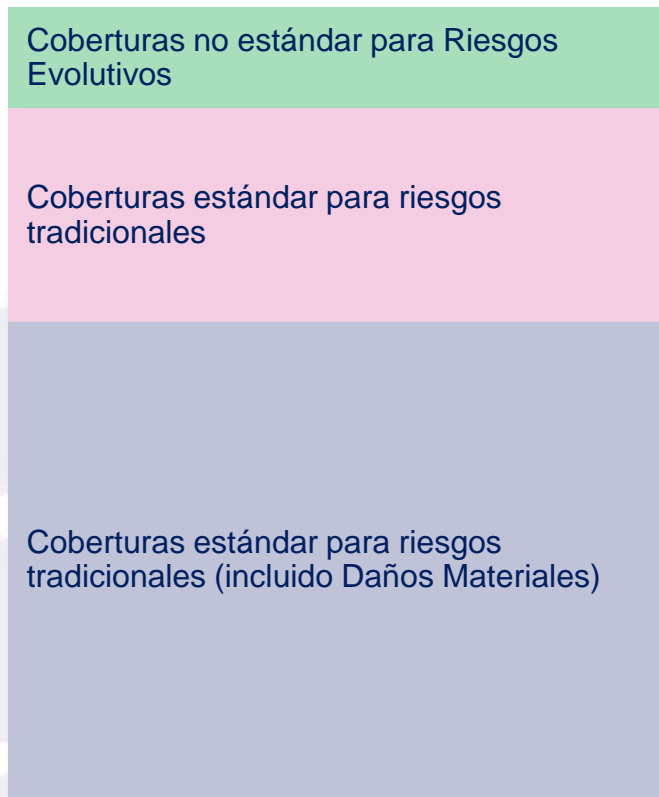 Coberturas no estándar para Riesgos
Evolutivos
Coberturas estándar para riesgos
tradicionales
Coberturas estándar para riesgos
tradicionales (incluido Daños Materiales)